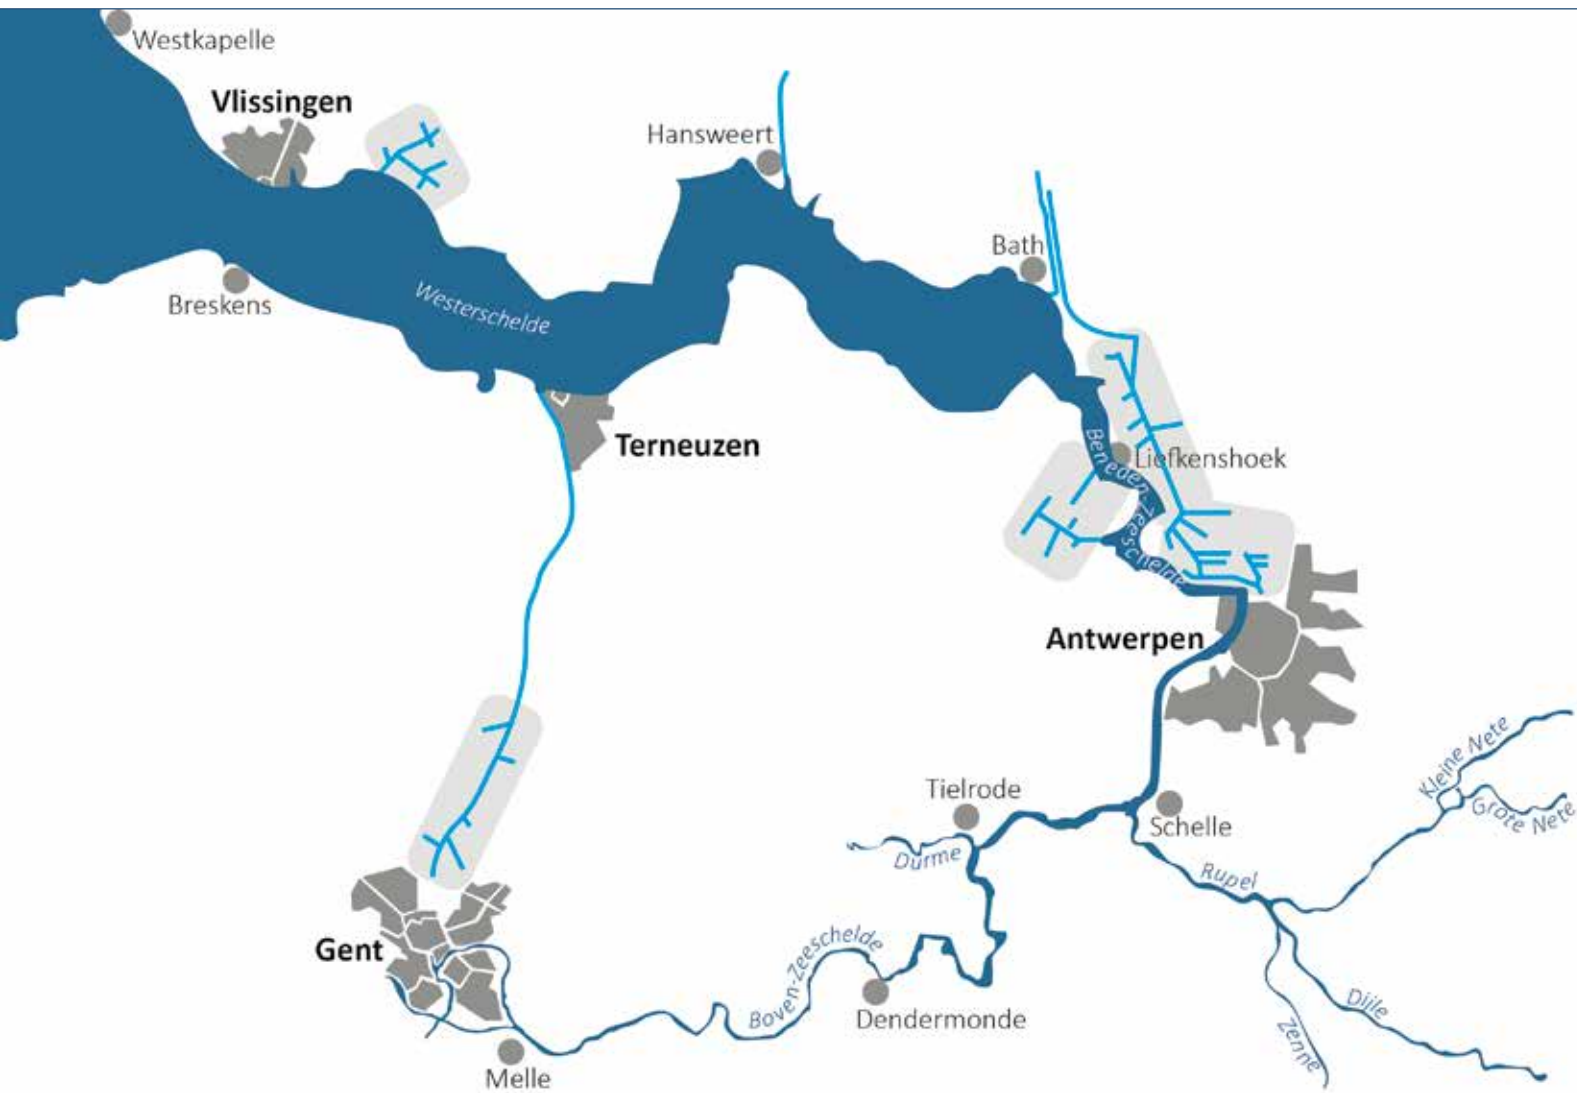 Westkapelle
Vlissingen
Hansweert
Bath
Breskens
Westerschelde
Terneuzen
Liefkenshoek
Beneden-Zeeschelde
Antwerpen
Kleine Nete
Grote Nete
Tielrode
Schelle
Durme
Rupel
Gent
Boven-Zeeschelde
Dendermonde
Dijle
Zenne
Melle